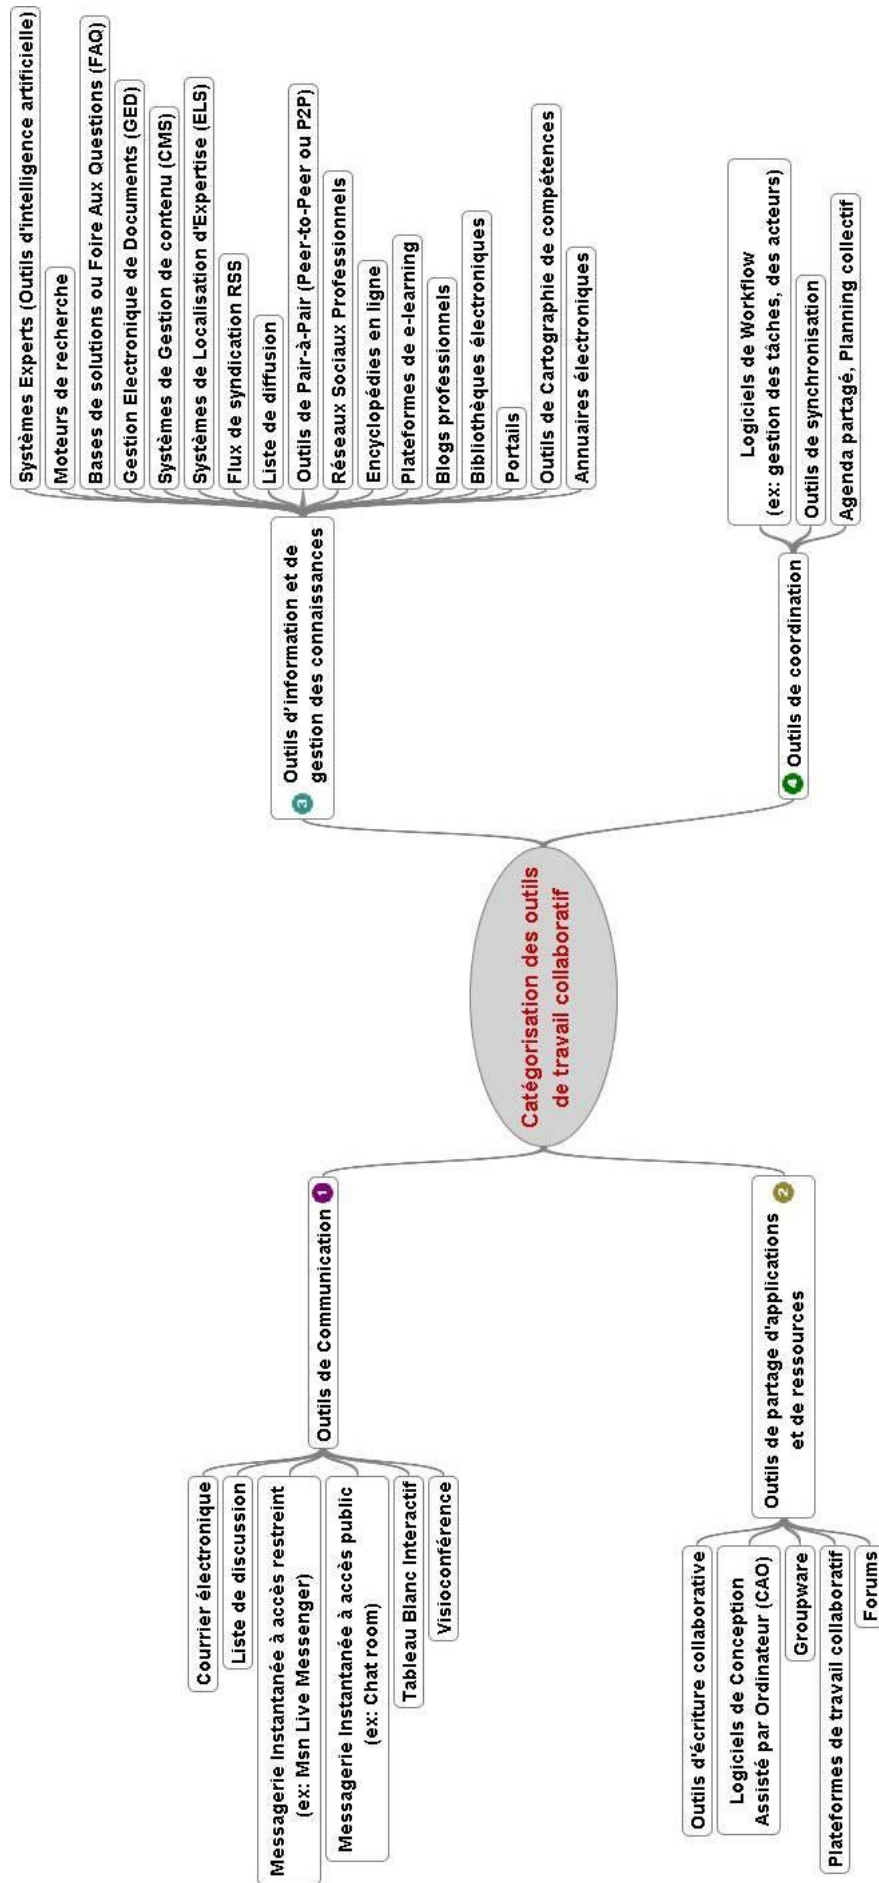 Catégorisation des outils
de travail collaboratif
1
Outils de Communication
Courrier électronique
Liste de discussion
Messagerie Instantanée à accès restreint
(ex: Msn Live Messenger)
Messagerie Instantanée à accès public
(ex: Chat room)
Tableau Blanc Interactif
Visioconférence
2
Outils de partage d'applications
et de ressources
Outils d'écriture collaborative
Logiciels de Conception
Assisté par Ordinateur (CAO)
Groupware
Plateformes de travail collaboratif
Forums
3
Outils d'information et de
gestion des connaissances
Systèmes Experts (Outils d'intelligence artificielle)
Moteurs de recherche
Bases de solutions ou Foire Aux Questions (FAQ)
Gestion Electronique de Documents (GED)
Systèmes de Gestion de contenu (CMS)
Systèmes de Localisation d'Expertise (ELS)
Flux de syndication RSS
Liste de diffusion
Outils de Pair-à-Pair (Peer-to-Peer ou P2P)
Réseaux Sociaux Professionnels
Encyclopédies en ligne
Plateformes de e-learning
Blogs professionnels
Bibliothèques électroniques
Portails
Outils de Cartographie de compétences
Annuaires électroniques
4
Outils de coordination
Logiciels de Workflow
(ex: gestion des tâches, des acteurs)
Outils de synchronisation
Agenda partagé, Planning collectif